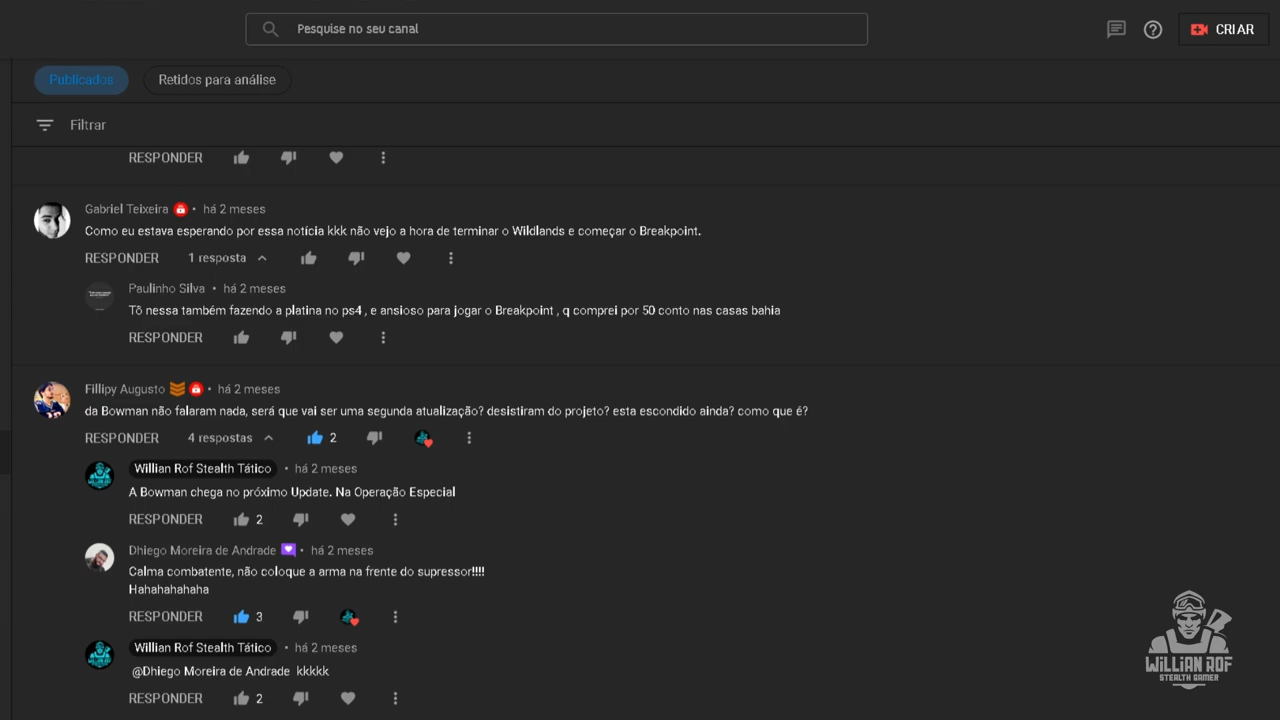 Pesquise no seu canal
CRIAR
Publicados
Retidos para análise
Filtrar
RESPONDER
Gabriel Teixeira • há 2 meses
Como eu estava esperando por essa notícia kkk não vejo a hora de terminar o Wildlands e começar o Breakpoint.
RESPONDER 1 resposta
Paulinho Silva • há 2 meses
Tô nessa também fazendo a platina no ps4 , e ansioso para jogar o Breakpoint , q comprei por 50 conto nas casas bahia
RESPONDER
Fillipy Augusto • há 2 meses
da Bowman não falaram nada, será que vai ser uma segunda atualização? desistiram do projeto? esta escondido ainda? como que é?
RESPONDER 4 respostas 2
Willian Rof Stealth Tático • há 2 meses
A Bowman chega no próximo Update. Na Operação Especial
RESPONDER 2
Dhiego Moreira de Andrade • há 2 meses
Calma combatente, não coloque a arma na frente do supressor!!!!
Hahahahahaha
RESPONDER 3
Willian Rof Stealth Tático • há 2 meses
@Dhiego Moreira de Andrade kkkkk
RESPONDER 2
WILLIAN ROF
STEALTH GAMER